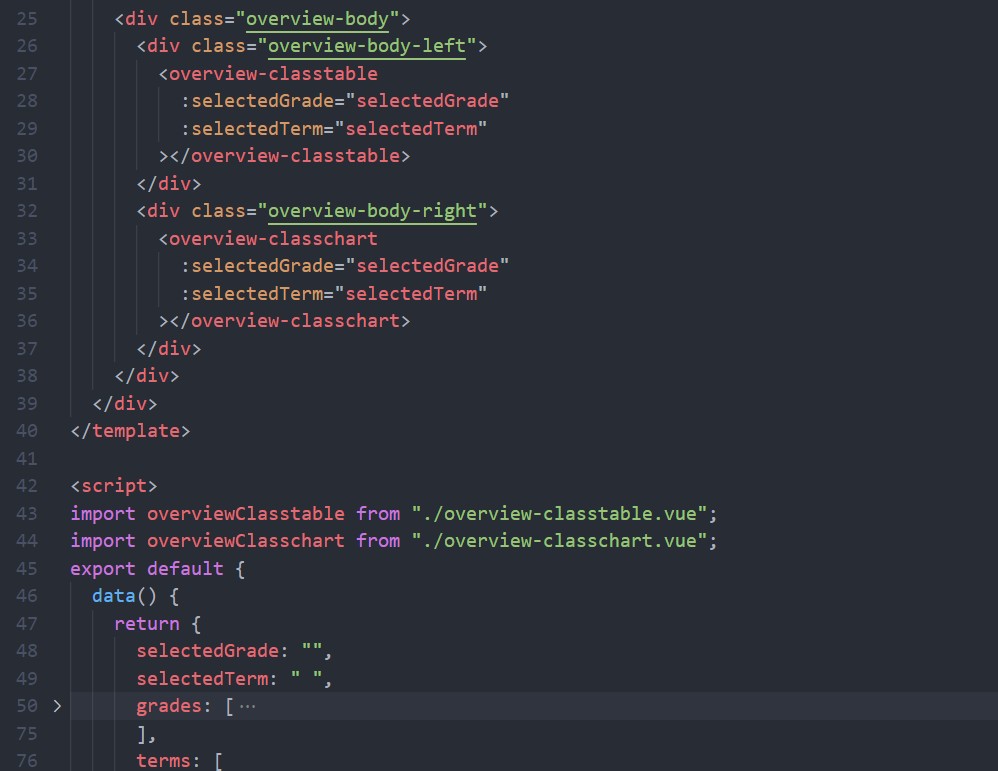 25 <div class="overview-body">
26 <div class="overview-body-left">
27 <overview-classtable
28 :selectedGrade="selectedGrade"
29 :selectedTerm="selectedTerm"
30 ></overview-classtable>
31 </div>
32 <div class="overview-body-right">
33 <overview-classchart
34 :selectedGrade="selectedGrade"
35 :selectedTerm="selectedTerm"
36 ></overview-classchart>
37 </div>
38 </div>
39 </div>
40 </template>
41
42 <script>
43 import overviewClasstable from "./overview-classtable.vue";
44 import overviewClasschart from "./overview-classchart.vue";
45 export default {
46 data() {
47 return {
48 selectedGrade: "",
49 selectedTerm: " ",
50 > grades: [ ···
75 ],
76 terms: [